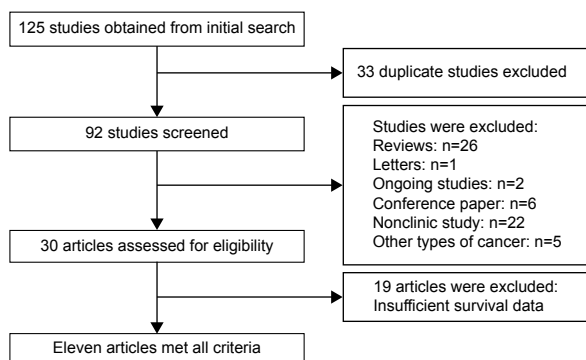 125 studies obtained from initial search
33 duplicate studies excluded
92 studies screened
Studies were excluded:
Reviews: n=26
Letters: n=1
Ongoing studies: n=2
Conference paper: n=6
Nonclinic study: n=22
Other types of cancer: n=5
30 articles assessed for eligibility
19 articles were excluded:
Insufficient survival data
Eleven articles met all criteria